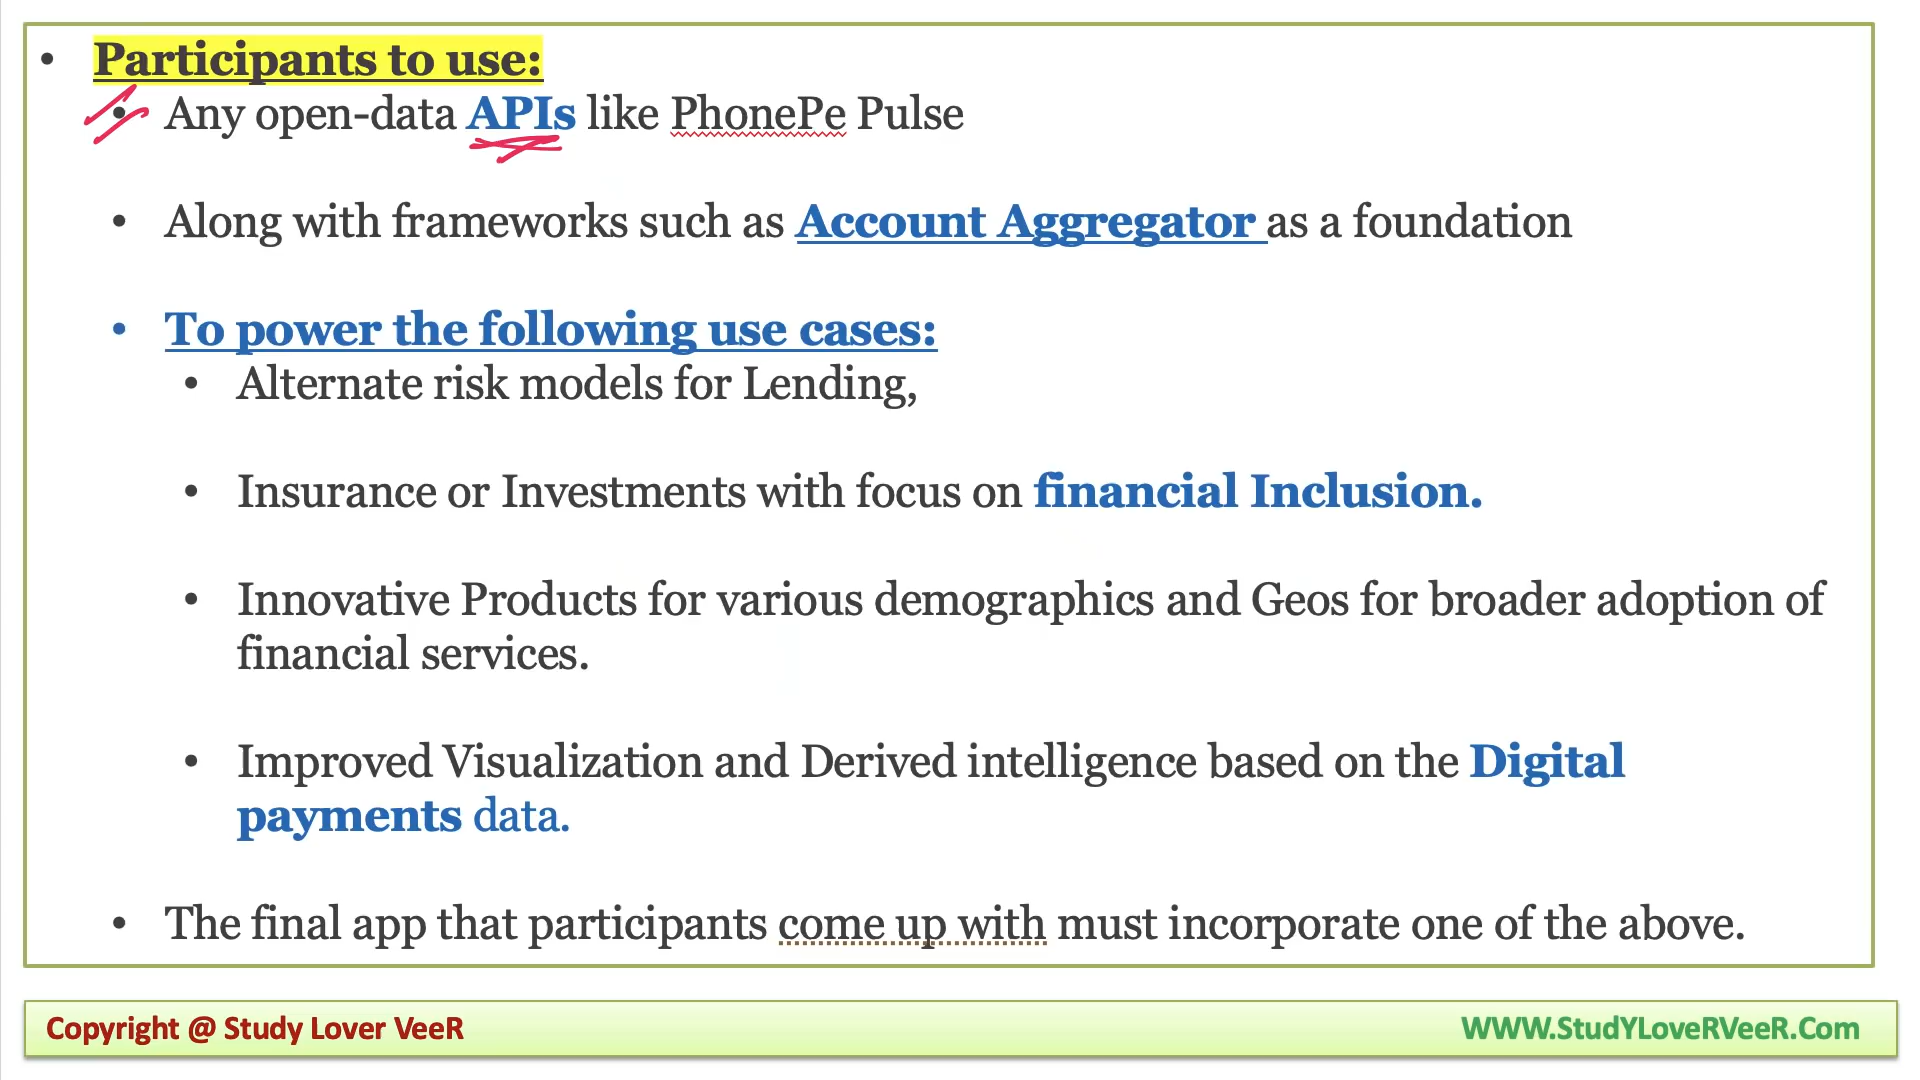 • Participants to use:
• Any open-data APIs like PhonePe Pulse
• Along with frameworks such as Account Aggregator as a foundation
• To power the following use cases:
• Alternate risk models for Lending,
• Insurance or Investments with focus on financial Inclusion.
• Innovative Products for various demographics and Geos for broader adoption of
financial services.
• Improved Visualization and Derived intelligence based on the Digital
payments data.
• The final app that participants come up with must incorporate one of the above.
Copyright @ Study Lover VeeR
WWW.StudYLoveRVeeR.Com